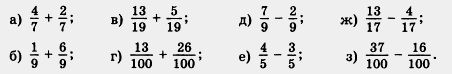 а) 4/7 + 2/7; в) 13/19 + 5/19; д) 7/9 − 2/9; ж) 13/17 − 4/17;
б) 1/9 + 6/9; г) 13/100 + 26/100; е) 4/5 − 3/5; з) 37/100 − 16/100.